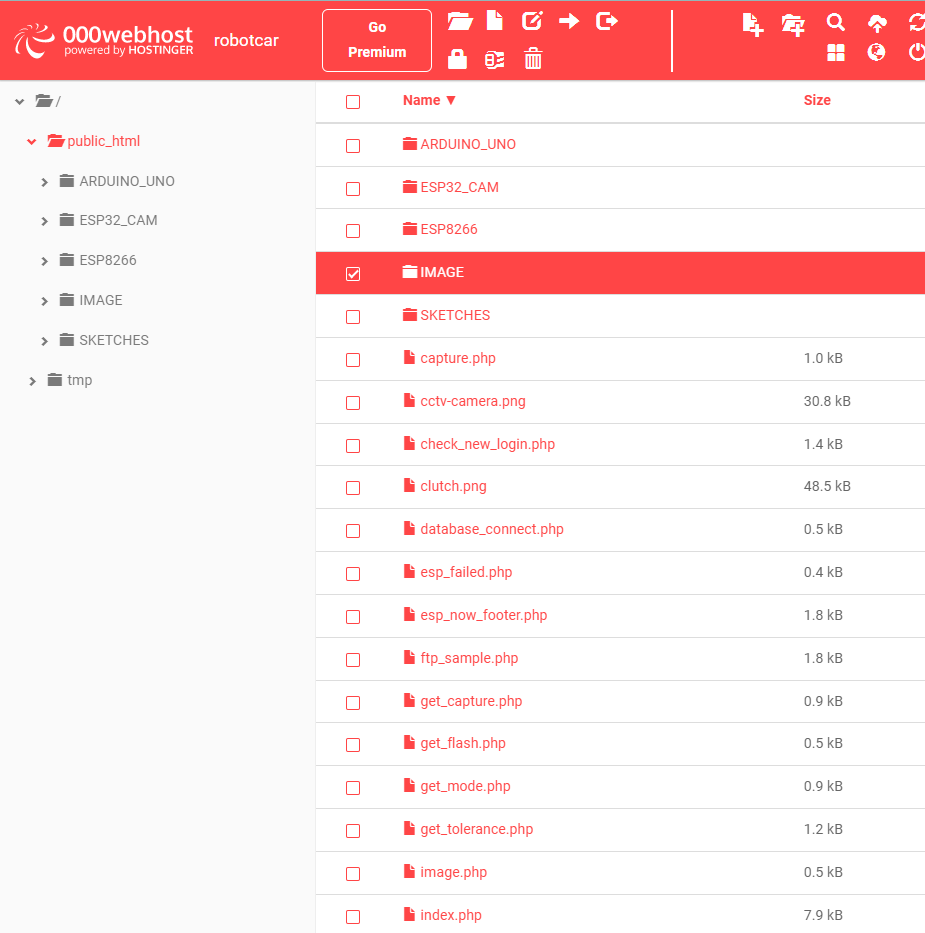 000webhost
powered by HOSTINGER
robotcar
Go
Premium
/
public_html
ARDUINO_UNO
ESP32_CAM
ESP8266
IMAGE
SKETCHES
tmp
Name ▼ Size
ARDUINO_UNO
ESP32_CAM
ESP8266
IMAGE
SKETCHES
capture.php 1.0 kB
cctv-camera.png 30.8 kB
check_new_login.php 1.4 kB
clutch.png 48.5 kB
database_connect.php 0.5 kB
esp_failed.php 0.4 kB
esp_now_footer.php 1.8 kB
ftp_sample.php 1.8 kB
get_capture.php 0.9 kB
get_flash.php 0.5 kB
get_mode.php 0.9 kB
get_tolerance.php 1.2 kB
image.php 0.5 kB
index.php 7.9 kB